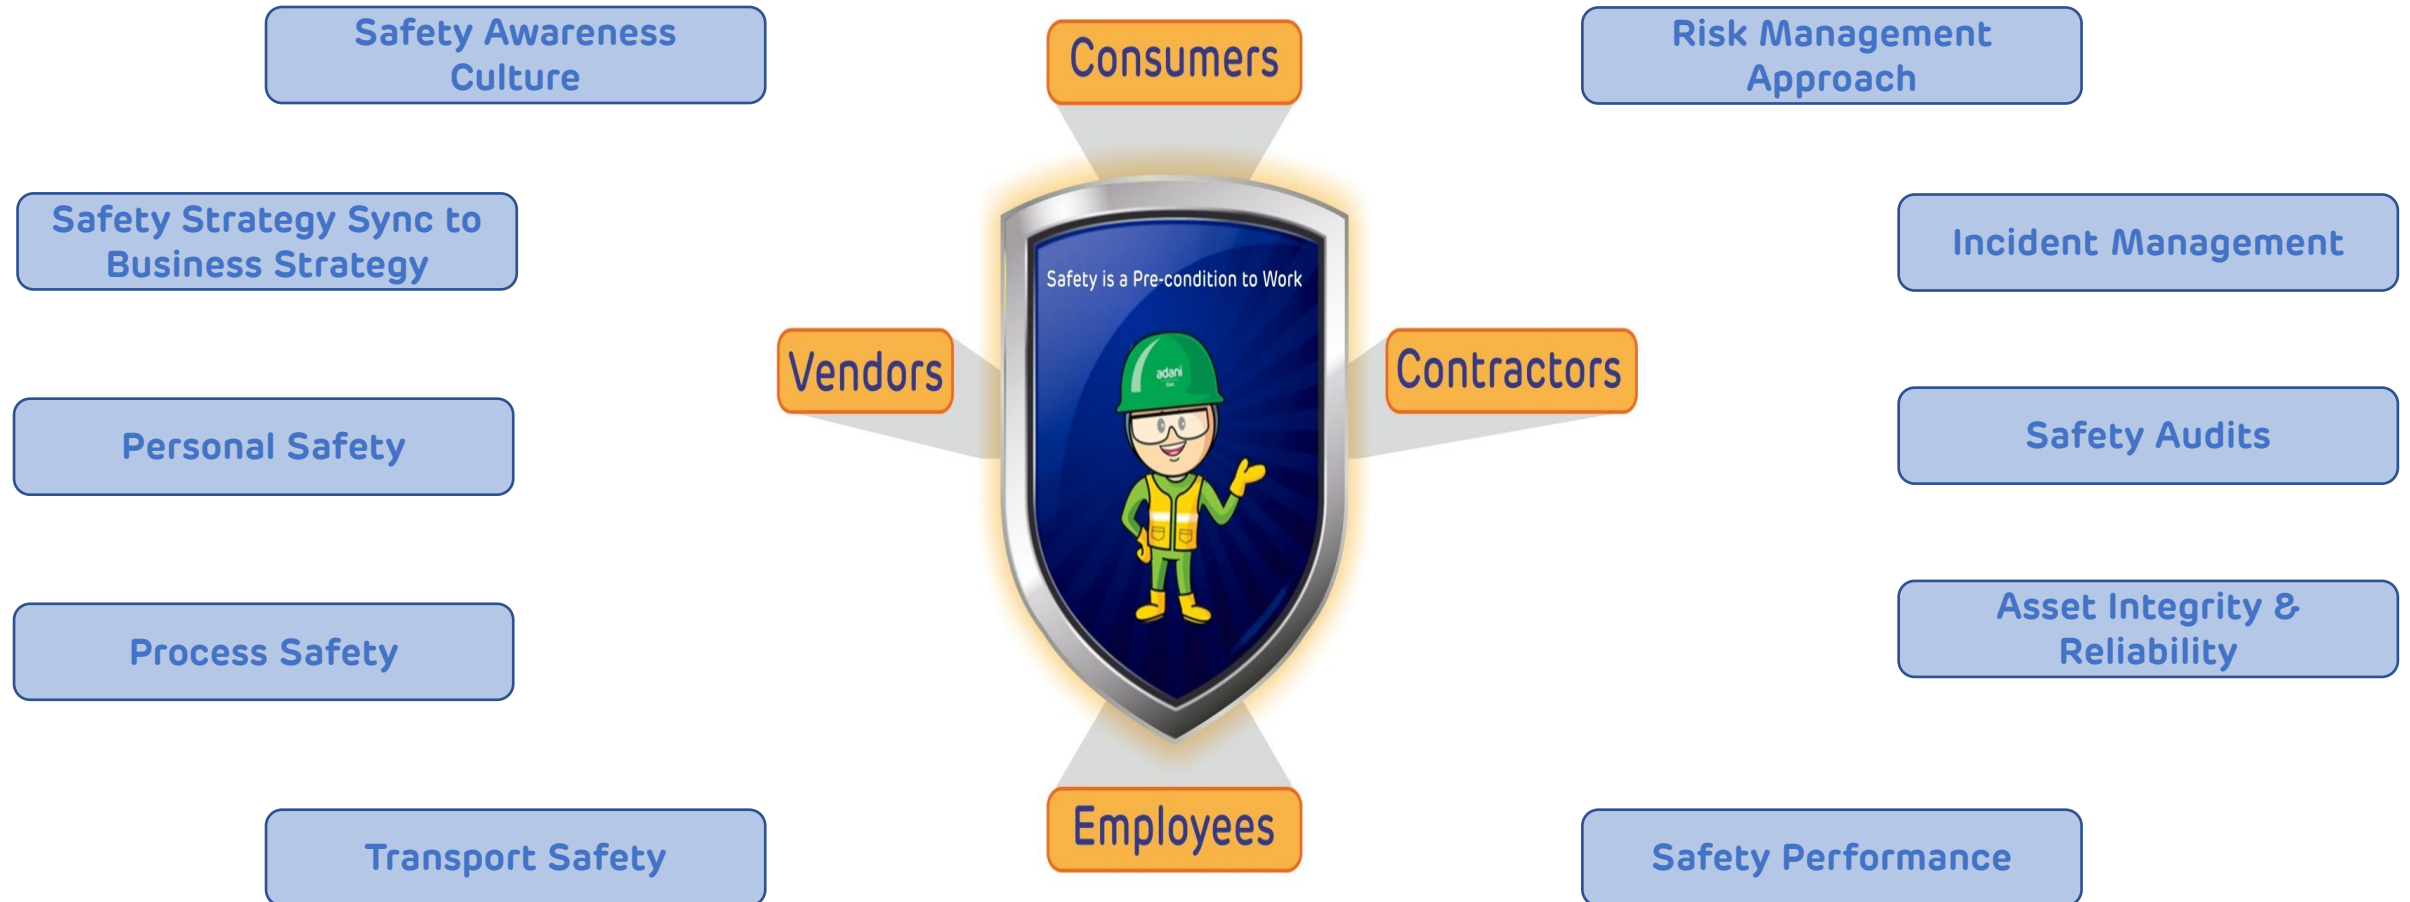 Safety Awareness
Culture
Consumers
Risk Management
Approach
Safety Strategy Sync to
Business Strategy
Incident Management
Safety is a Pre-condition to Work
Vendors
adani
Contractors
Personal Safety
Safety Audits
Process Safety
Asset Integrity &
Reliability
Transport Safety
Employees
Safety Performance